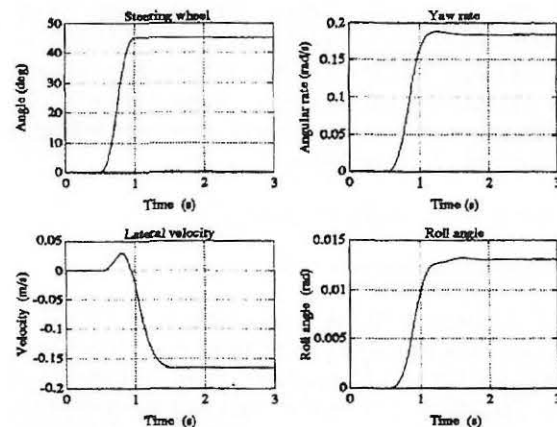 Steering wheel
50
40
30
20
10
0
Angle (deg)
0 1 2 3
Time (s)
Yaw rate
0.2
0.15
0.1
0.05
0
Angular rate (rad/s)
0 1 2 3
Time (s)
Lateral velocity
0.05
0
-0.05
-0.1
-0.15
-0.2
Velocity (m/s)
0 1 2 3
Time (s)
Roll angle
0.015
0.01
0.005
0
Roll angle (rad)
0 1 2 3
Time (s)